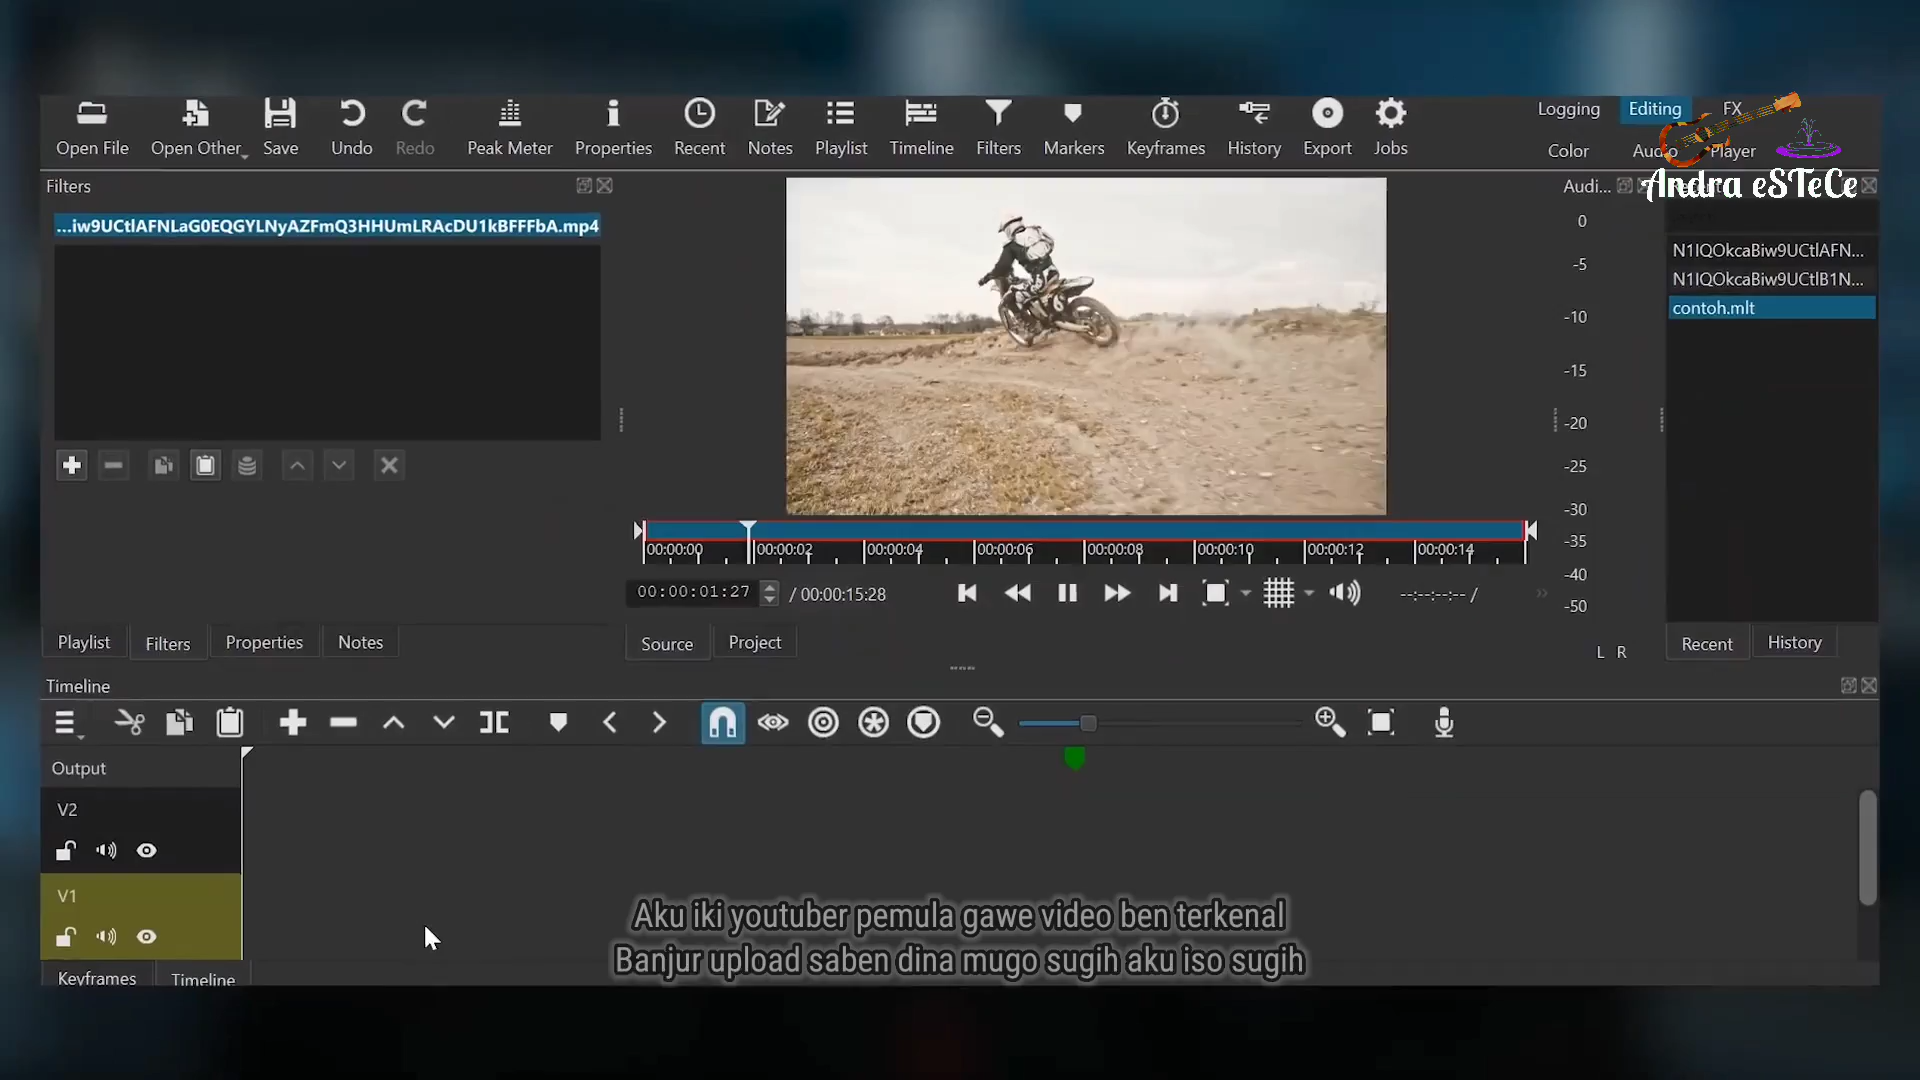 Open File Open Other Save Undo Redo Peak Meter Properties Recent Notes Playlist Timeline Filters Markers Keyframes History Export Jobs
Logging Editing FX
Color Audio Player
Andra eSTeCe
Filters
...iw9UCtlAFNLaG0EQGYLNyAZFmQ3HHUmLRAcDU1kBFFFbA.mp4
6
00:00:00 00:00:02 00:00:04 00:00:06 00:00:08 00:00:10 00:00:12 00:00:14
00:00:01:27 / 00:00:15:28
--:--:--:-- /
Audi...
0
-5
-10
-15
-20
-25
-30
-35
-40
-50
L R
N1IQOkcaBiw9UCtlAFN...
N1IQOkcaBiw9UCtlB1N...
contoh.mlt
Playlist Filters Properties Notes
Source Project
Recent History
Timeline
Output
V2
V1
Keyframes Timeline
Aku iki youtuber pemula gawe video ben terkenal
Banjur upload saben dina mugo sugih aku iso sugih